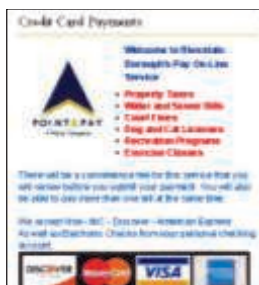 Credit Card Payments
Welcome to
Borough's Pay On-Line
Service
• Property Taxes
• Water and Sewer Bills
• Court Fines
• Dog and Cat Licenses
• Recreation Programs
• Exercise Classes
POINT&PAY
There will be a convenience fee for this service that you
will review before you submit your payment. You will also
be able to pay more than one bill at the same time.
We accept Visa - M/C - Discover - American Express
As well as Electronic Checks from your personal checking
account.
DISCOVER
MasterCard
VISA